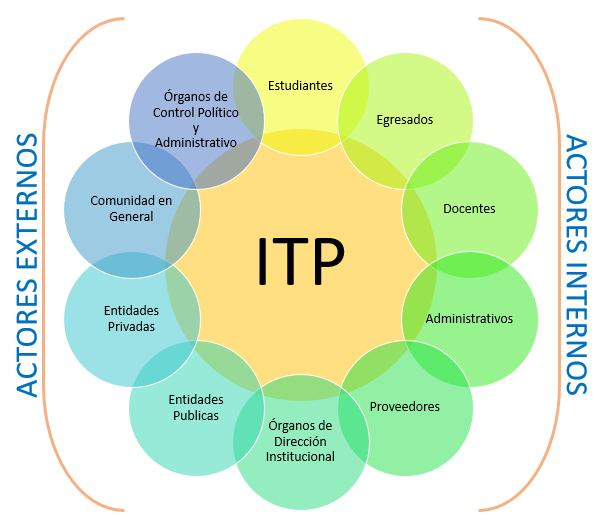 Estudiantes
Egresados
Docentes
Administrativos
Proveedores
Órganos de
Dirección
Institucional
Entidades
Publicas
Entidades
Privadas
Comunidad en
General
Órganos de
Control Político
y
Administrativo
ITP
ACTORES EXTERNOS
ACTORES INTERNOS